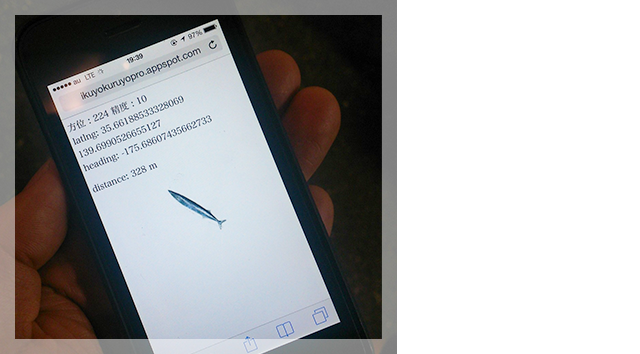 au LTE 19:39 97%
ikuyokuruyopro.appspot.com
方位 : 224 精度 : 10
latlng: 35.66188533328069
139.6990526655127
heading: -175.68607435662733
distance: 328 m